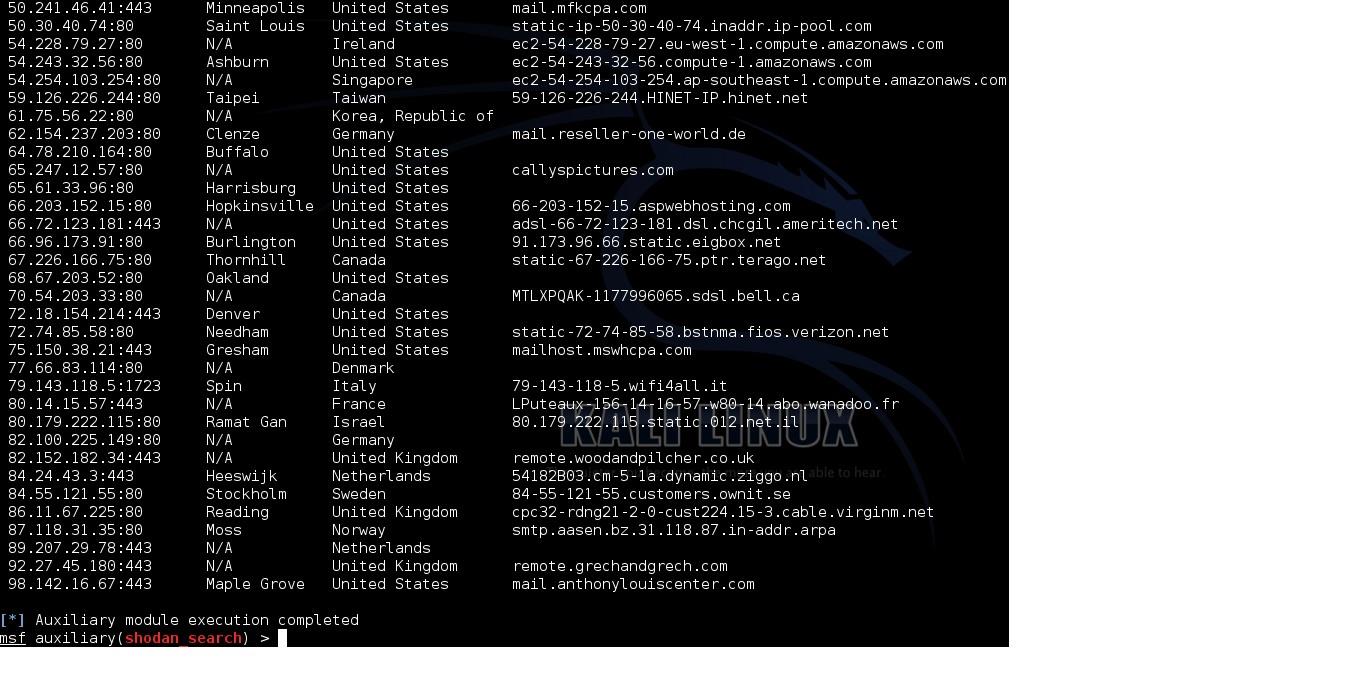 50.241.46.41:443 Minneapolis United States mail.mfkcpa.com
50.30.40.74:80 Saint Louis United States static-ip-50-30-40-74.inaddr.ip-pool.com
54.228.79.27:80 N/A Ireland ec2-54-228-79-27.eu-west-1.compute.amazonaws.com
54.243.32.56:80 Ashburn United States ec2-54-243-32-56.compute-1.amazonaws.com
54.254.103.254:80 N/A Singapore ec2-54-254-103-254.ap-southeast-1.compute.amazonaws.com
59.126.226.244:80 Taipei Taiwan 59-126-226-244.HINET-IP.hinet.net
61.75.56.22:80 N/A Korea, Republic of
62.154.237.203:80 Clenze Germany mail.reseller-one-world.de
64.78.210.164:80 Buffalo United States
65.247.12.57:80 N/A United States callyspictures.com
65.61.33.96:80 Harrisburg United States
66.203.152.15:80 Hopkinsville United States 66-203-152-15.aspwebhosting.com
66.72.123.181:443 N/A United States adsl-66-72-123-181.dsl.chcgil.ameritech.net
66.96.173.91:80 Burlington United States 91.173.96.66.static.eigbox.net
67.226.166.75:80 Thornhill Canada static-67-226-166-75.ptr.terago.net
68.67.203.52:80 Oakland United States
70.54.203.33:80 N/A Canada MTLXPQAK-1177996065.sdsl.bell.ca
72.18.154.214:443 Denver United States
72.74.85.58:80 Needham United States static-72-74-85-58.bstnma.fios.verizon.net
75.150.38.21:443 Gresham United States mailhost.mswhcpa.com
77.66.83.114:80 N/A Denmark
79.143.118.5:1723 Spin Italy 79-143-118-5.wifi4all.it
80.14.15.57:443 N/A France LPuteaux-156-14-16-57.w80-14.abo.wanadoo.fr
80.179.222.115:80 Ramat Gan Israel 80.179.222.115.static.012.net.il
KALI LINUX
82.100.225.149:80 N/A Germany
82.152.182.34:443 N/A United Kingdom remote.woodandpilcher.co.uk
84.24.43.3:443 Heeswijk Netherlands 54182B03.cm-5-1a.dynamic.ziggo.nl
able to hear.
84.55.121.55:80 Stockholm Sweden 84-55-121-55.customers.ownit.se
86.11.67.225:80 Reading United Kingdom cpc32-rdng21-2-0-cust224.15-3.cable.virginm.net
87.118.31.35:80 Moss Norway smtp.aasen.bz.31.118.87.in-addr.arpa
89.207.29.78:443 N/A Netherlands
92.27.45.180:443 N/A United Kingdom remote.grechandgrech.com
98.142.16.67:443 Maple Grove United States mail.anthonylouiscenter.com
[*] Auxiliary module execution completed
msf auxiliary(shodan_search) >